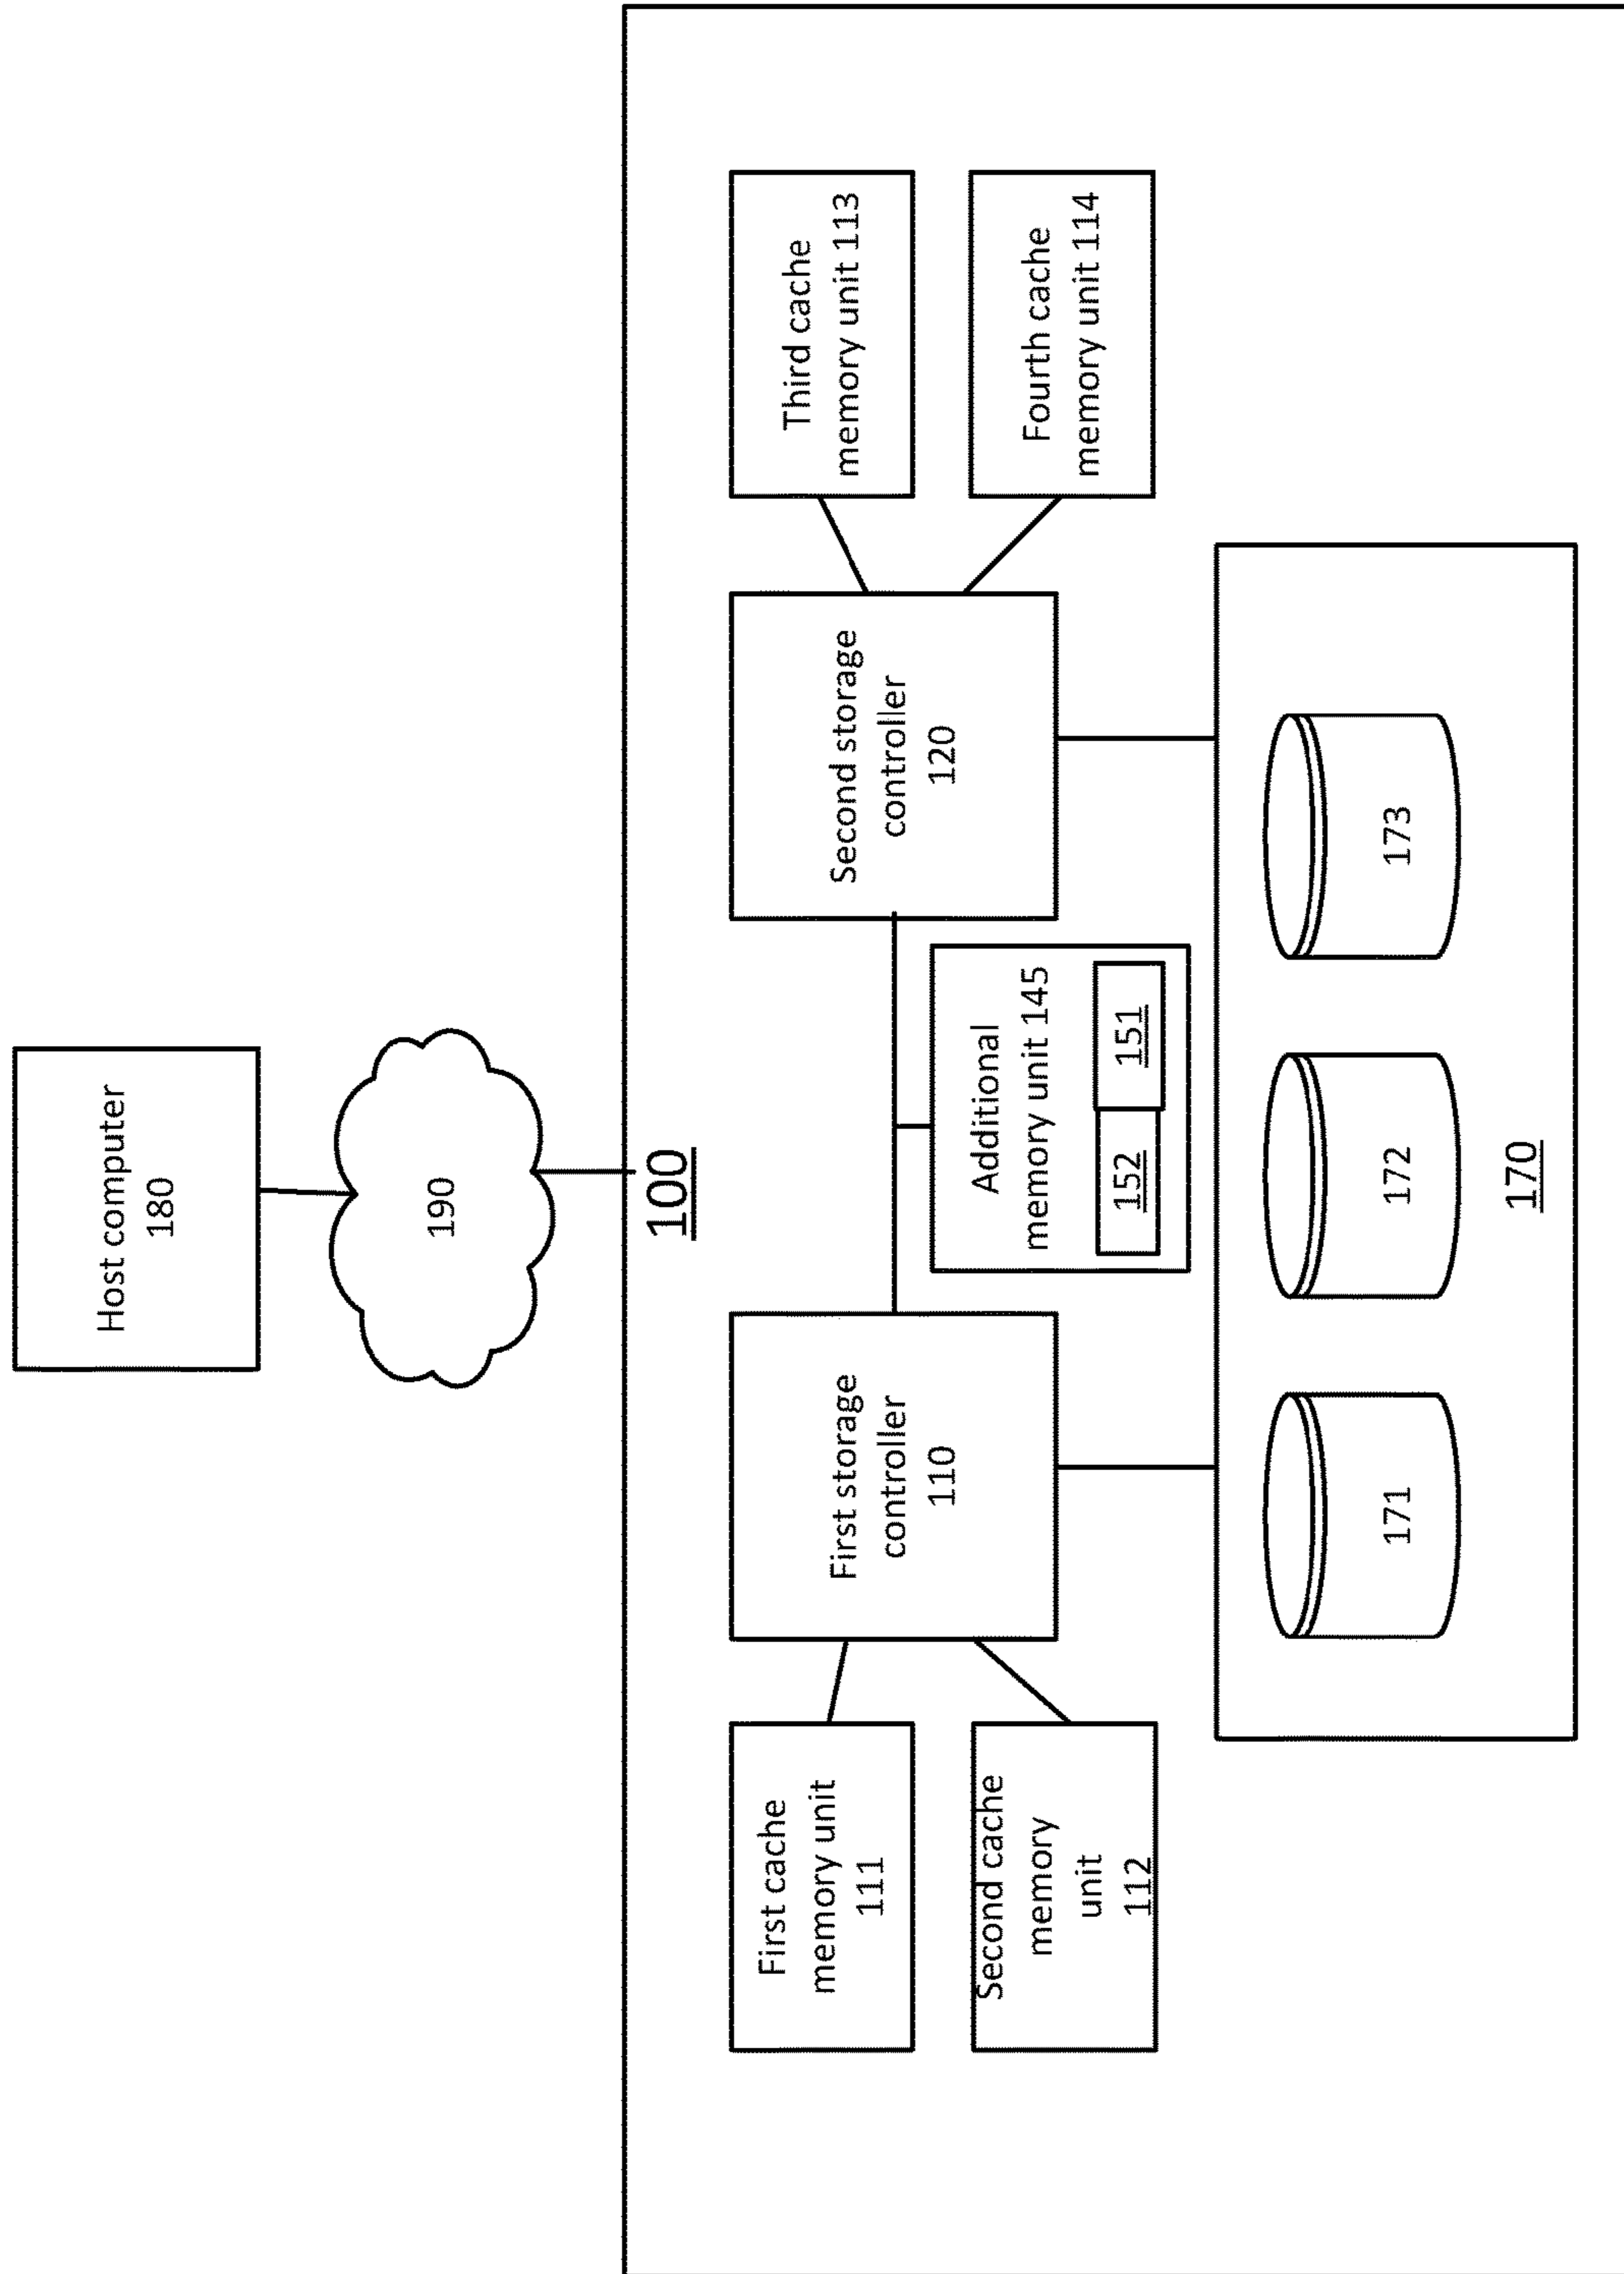 Host computer
180
190
100
First cache
memory unit
111
Second cache
memory
unit
112
First storage
controller
110
Additional
memory unit 145
152
151
Second storage
controller
120
Third cache
memory unit 113
Fourth cache
memory unit 114
171
172
173
170